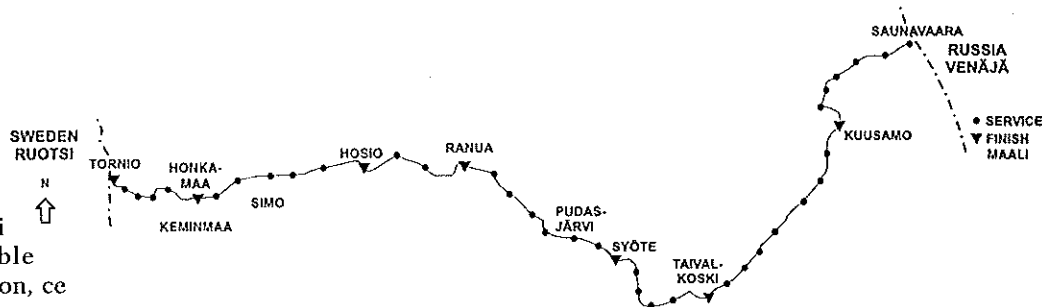 SAUNAVAARA
RUSSIA
VENÄJÄ
SERVICE
FINISH
MAALI
KUUSAMO
SWEDEN
RUOTSI
N
TORNIO
HONKA-
MAA
KEMINMAA
SIMO
HOSIO
RANUA
PUDAS-
JÄRVI
SYÖTE
TAIVAL-
KOSKI
i
ble
on, ce